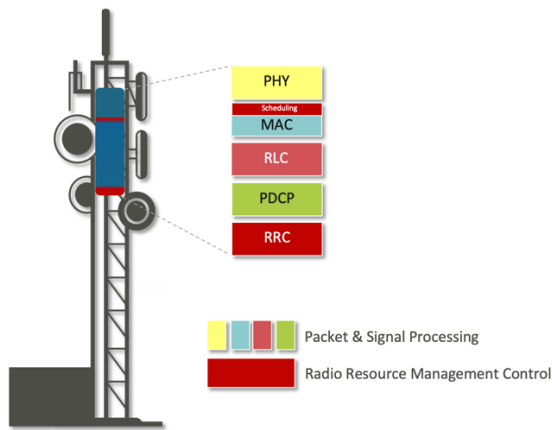 PHY
Scheduling
MAC
RLC
PDCP
RRC
Packet & Signal Processing
Radio Resource Management Control